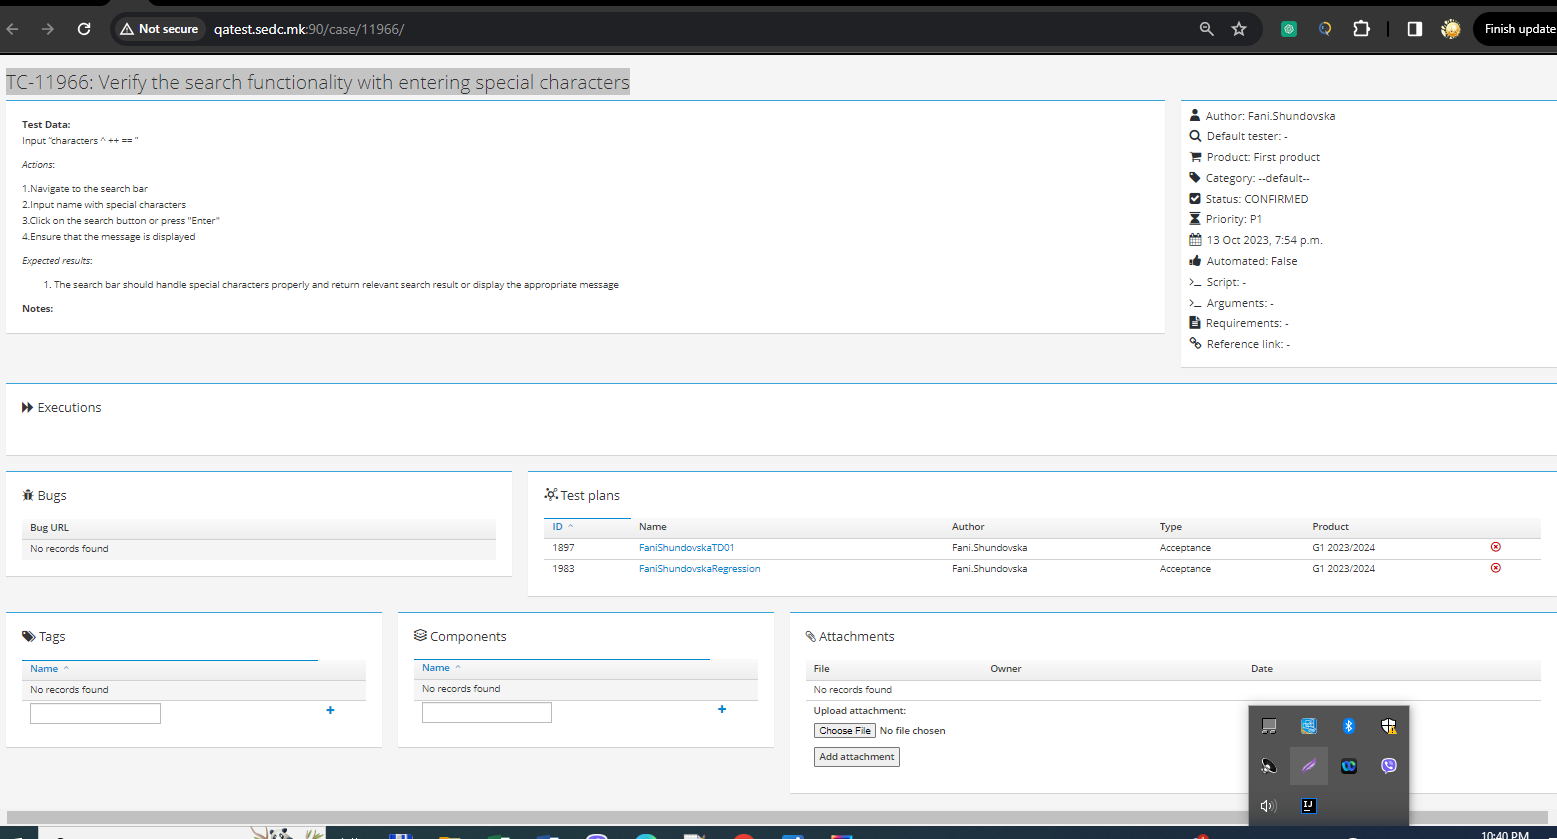 Not secure
qatest.sedc.mk:90/case/11966/
Finish update
TC-11966: Verify the search functionality with entering special characters
Test Data:
Input "characters ^ ++ == "
Actions:
1.Navigate to the search bar
2.Input name with special characters
3.Click on the search button or press "Enter"
4.Ensure that the message is displayed
Expected results:
1. The search bar should handle special characters properly and return relevant search result or display the appropriate message
Notes:
Author: Fani.Shundovska
Default tester: -
Product: First product
Category: --default--
Status: CONFIRMED
Priority: P1
13 Oct 2023, 7:54 p.m.
Automated: False
Script: -
Arguments: -
Requirements: -
Reference link: -
Executions
Bugs
Bug URL
No records found
Test plans
ID Name Author Type Product
1897 FaniShundovskaTD01 Fani.Shundovska Acceptance G1 2023/2024
1983 FaniShundovskaRegression Fani.Shundovska Acceptance G1 2023/2024
Tags
Name
No records found
Components
Name
No records found
Attachments
File Owner Date
No records found
Upload attachment:
Choose File No file chosen
Add attachment
IJ
10:40 PM